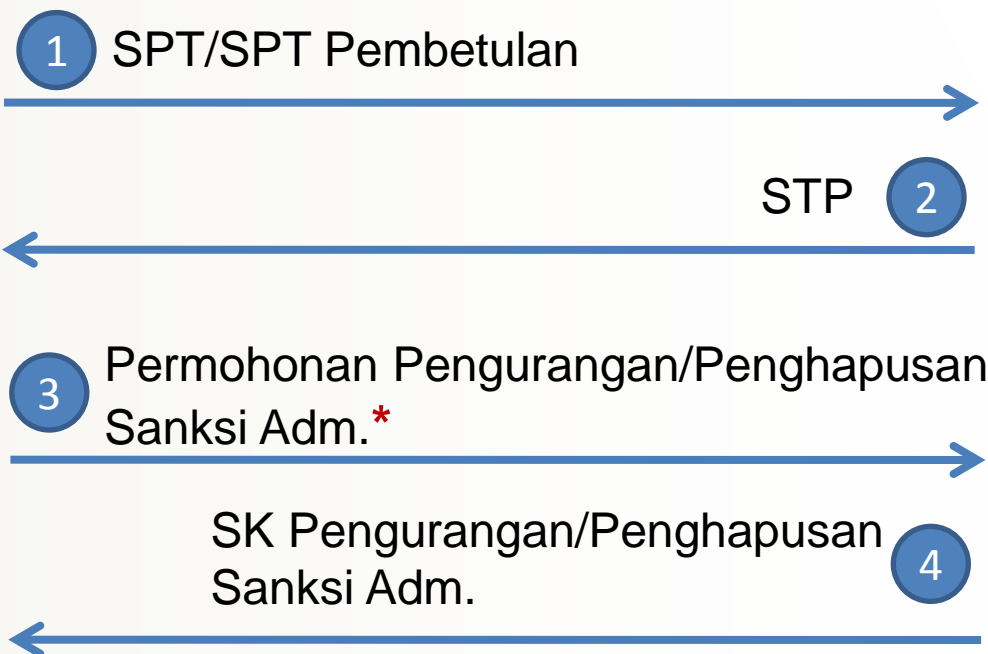 1 SPT/SPT Pembetulan
STP 2
3 Permohonan Pengurangan/Penghapusan
Sanksi Adm.*
SK Pengurangan/Penghapusan 4
Sanksi Adm.